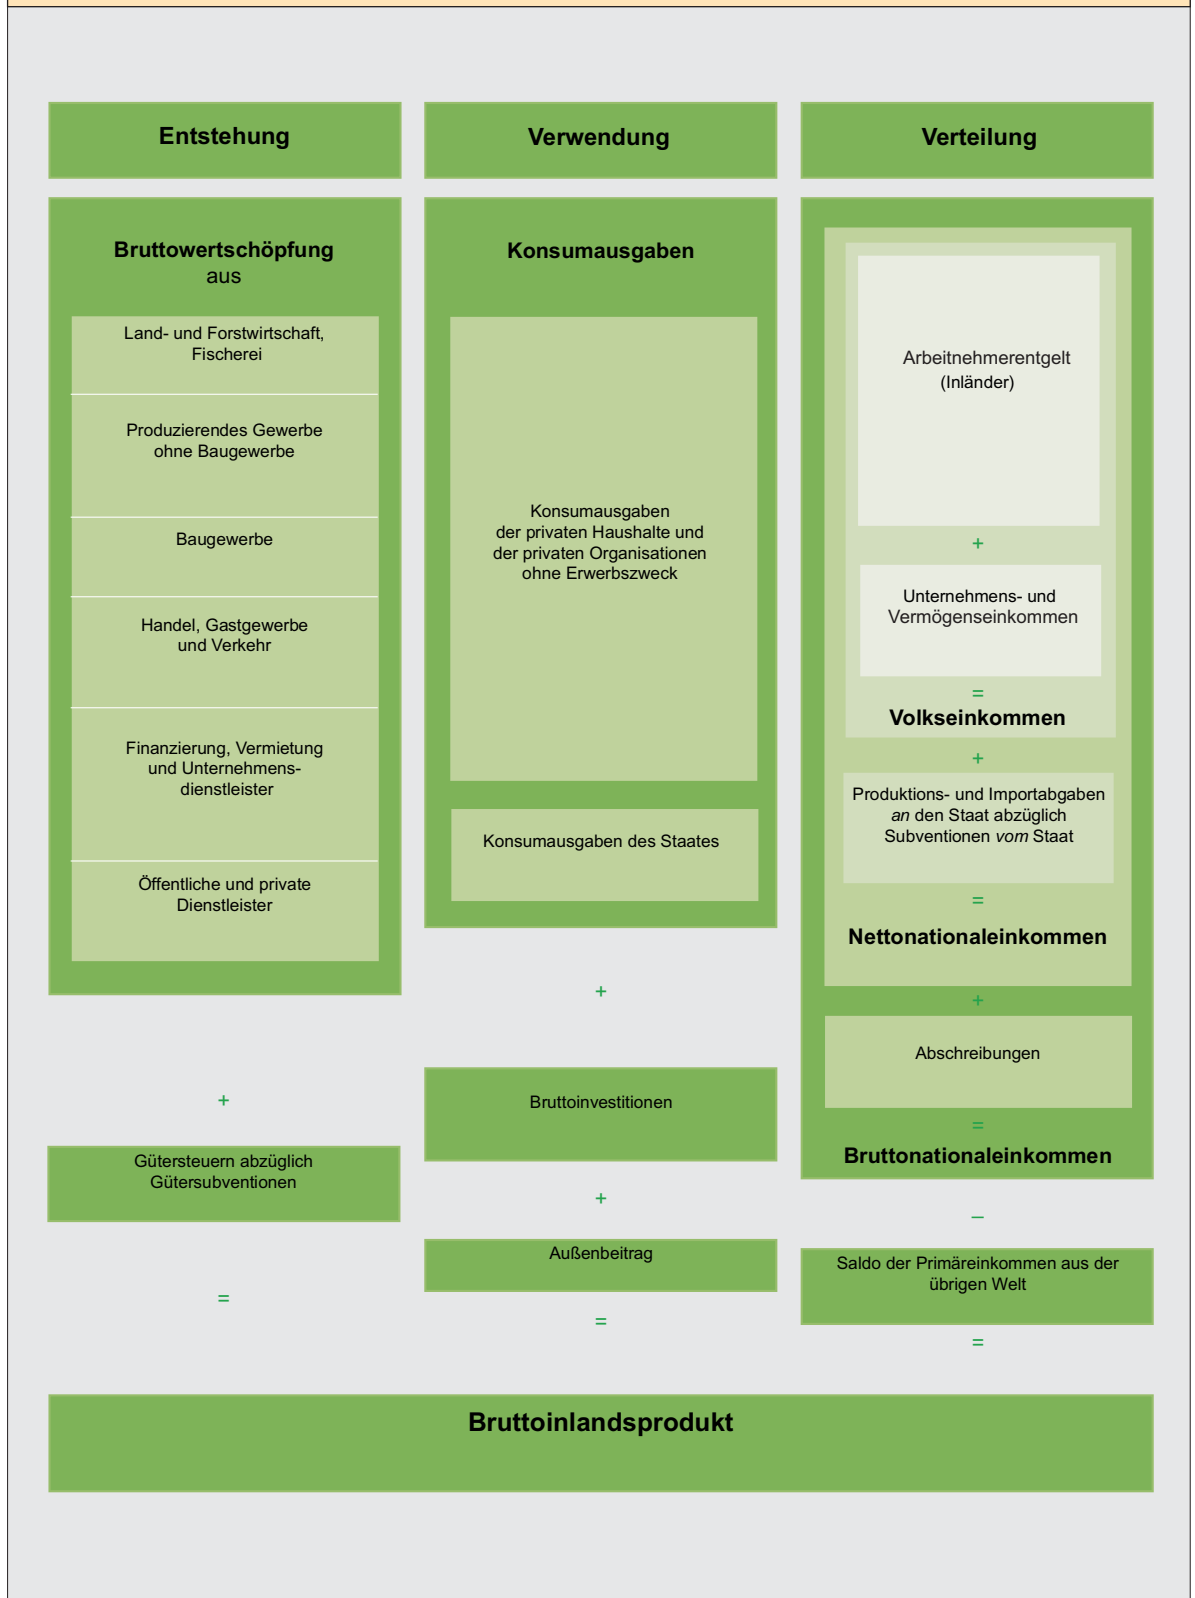 Entstehung
Bruttowertschöpfung
aus
Land- und Forstwirtschaft,
Fischerei
Produzierendes Gewerbe
ohne Baugewerbe
Baugewerbe
Handel, Gastgewerbe
und Verkehr
Finanzierung, Vermietung
und Unternehmens-
dienstleister
Öffentliche und private
Dienstleister
+
Gütersteuern abzüglich
Gütersubventionen
=
Verwendung
Konsumausgaben
Konsumausgaben
der privaten Haushalte und
der privaten Organisationen
ohne Erwerbszweck
Konsumausgaben des Staates
+
Bruttoinvestitionen
+
Außenbeitrag
=
Verteilung
Arbeitnehmerentgelt
(Inländer)
+
Unternehmens- und
Vermögenseinkommen
=
Volkseinkommen
+
Produktions- und Importabgaben
an den Staat abzüglich
Subventionen vom Staat
=
Nettonationaleinkommen
+
Abschreibungen
=
Bruttonationaleinkommen
–
Saldo der Primäreinkommen aus der
übrigen Welt
=
Bruttoinlandsprodukt